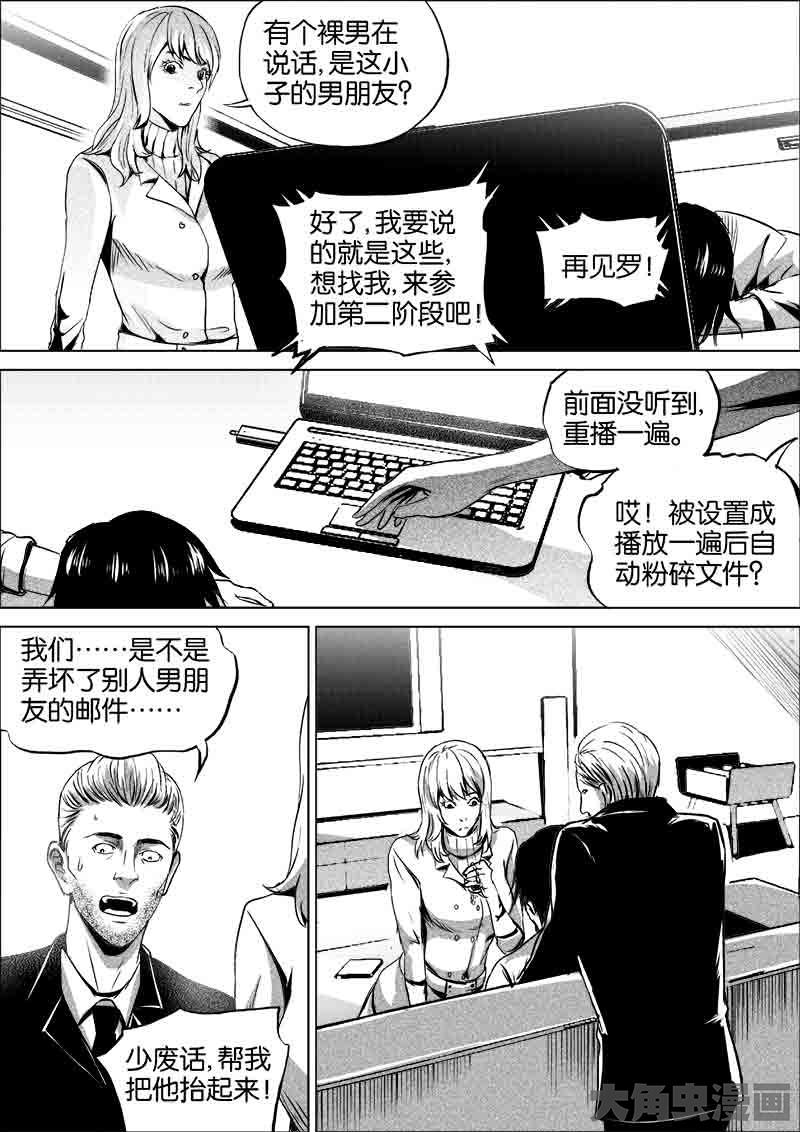 有个裸男在
说话，是这小
子的男朋友？
好了，我要说
的就是这些，
想找我，来参
加第二阶段吧！
再见罗！
前面没听到，
重播一遍。
哎！被设置成
播放一遍后自
动粉碎文件？
我们……是不是
弄坏了别人男朋
友的邮件……
少废话，帮我
把他抬起来！
大角虫漫画